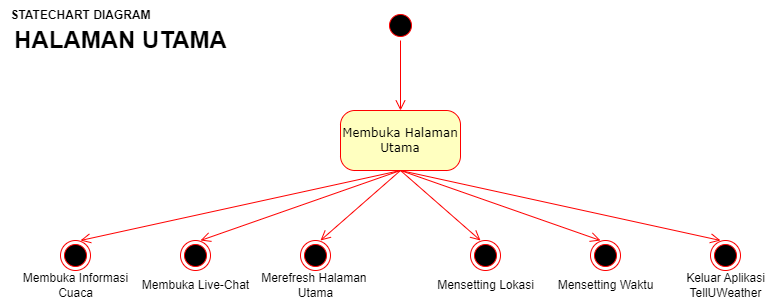 STATECHART DIAGRAM
HALAMAN UTAMA
Membuka Halaman
Utama
Membuka Informasi
Cuaca
Membuka Live-Chat
Merefresh Halaman
Utama
Mensetting Lokasi
Mensetting Waktu
Keluar Aplikasi
TellUWeather